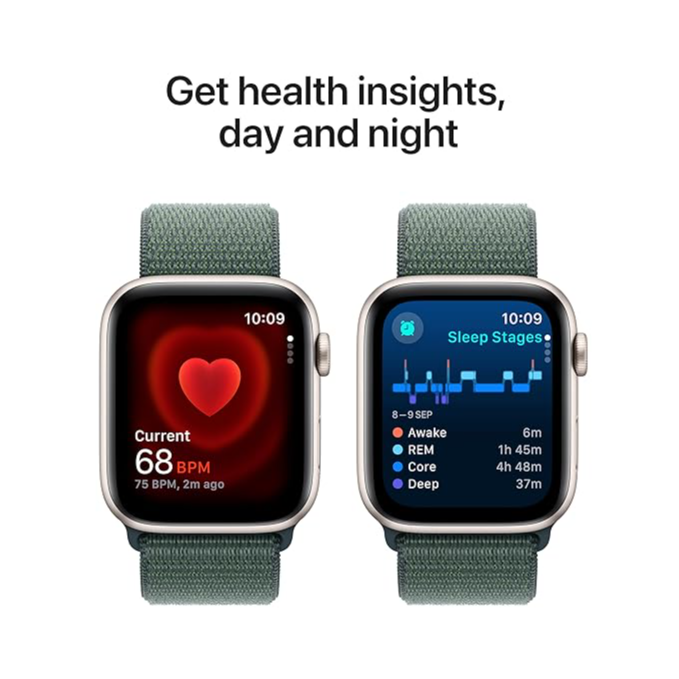 Get health insights,
day and night
10:09
Current
68 BPM
75 BPM, 2m ago
10:09
Sleep Stages
8–9 SEP
Awake 6m
REM 1h 45m
Core 4h 48m
Deep 37m